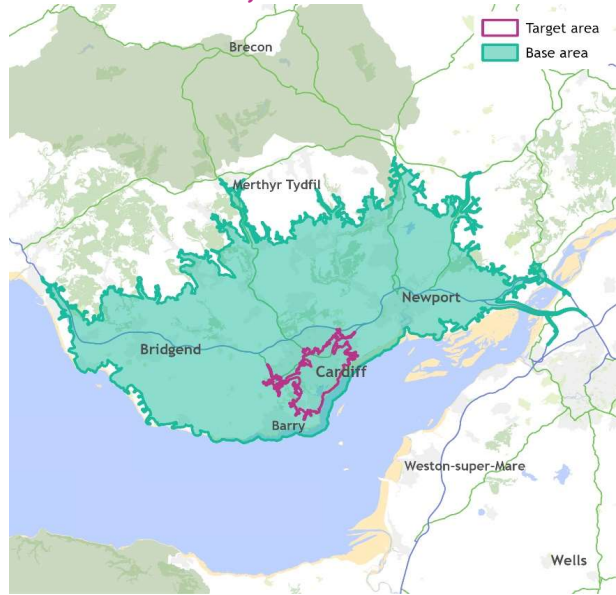 Target area
Base area
Brecon
Merthyr Tydfil
Newport
Bridgend
Cardiff
Barry
Weston-super-Mare
Wells